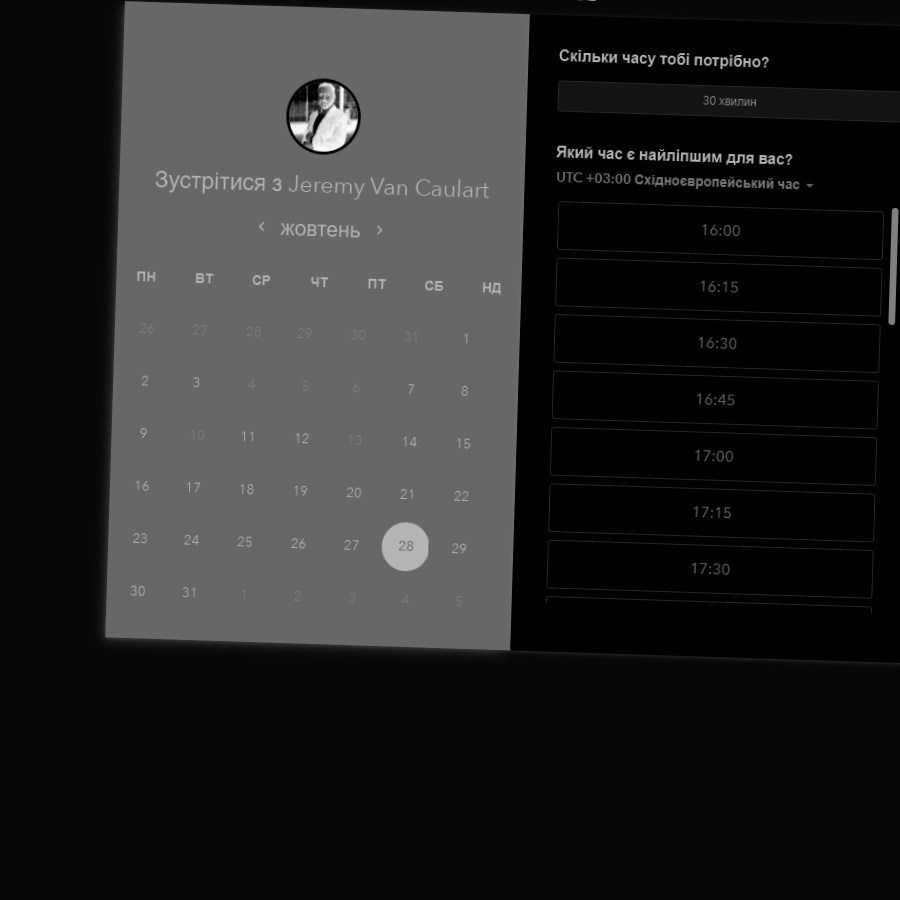 Зустрітися з Jeremy Van Caulart
жовтень
ПН ВТ СР ЧТ ПТ СБ НД
26 27 28 29 30 31 1
2 3 4 5 6 7 8
9 10 11 12 13 14 15
16 17 18 19 20 21 22
23 24 25 26 27 28 29
30 31 1 2 3 4 5
Скільки часу тобі потрібно?
30 хвилин
Який час є найліпшим для вас?
UTC +03:00 Східноєвропейський час
16:00
16:15
16:30
16:45
17:00
17:15
17:30